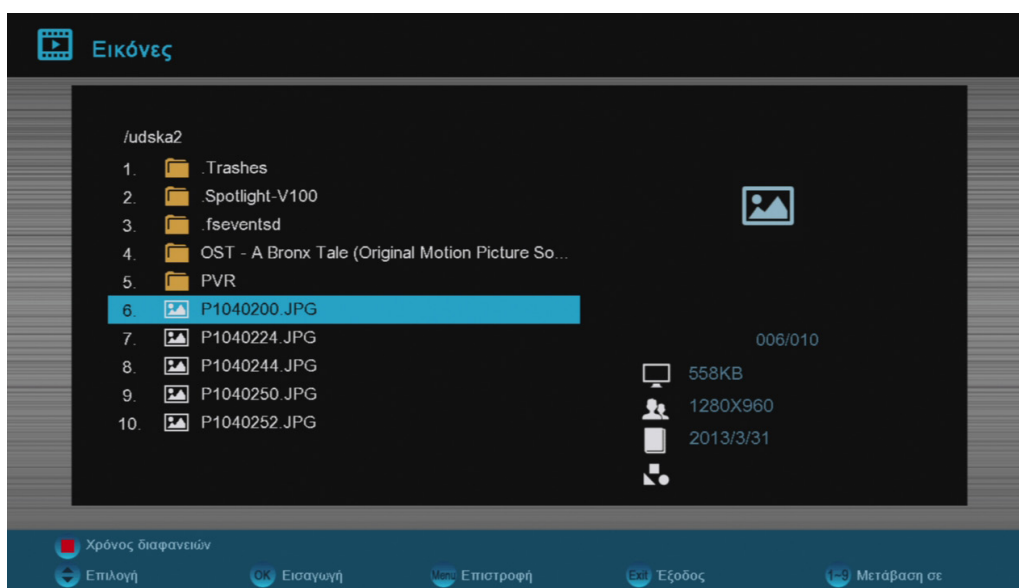 Εικόνες
/udska2
1. .Trashes
2. .Spotlight-V100
3. .fseventsd
4. OST - A Bronx Tale (Original Motion Picture So...
5. PVR
6. P1040200.JPG
7. P1040224.JPG
8. P1040244.JPG
9. P1040250.JPG
10. P1040252.JPG
006/010
558KB
1280X960
2013/3/31
Χρόνος διαφανειών
Επιλογή OK Εισαγωγή Menu Επιστροφή Exit Έξοδος 1~9 Μετάβαση σε